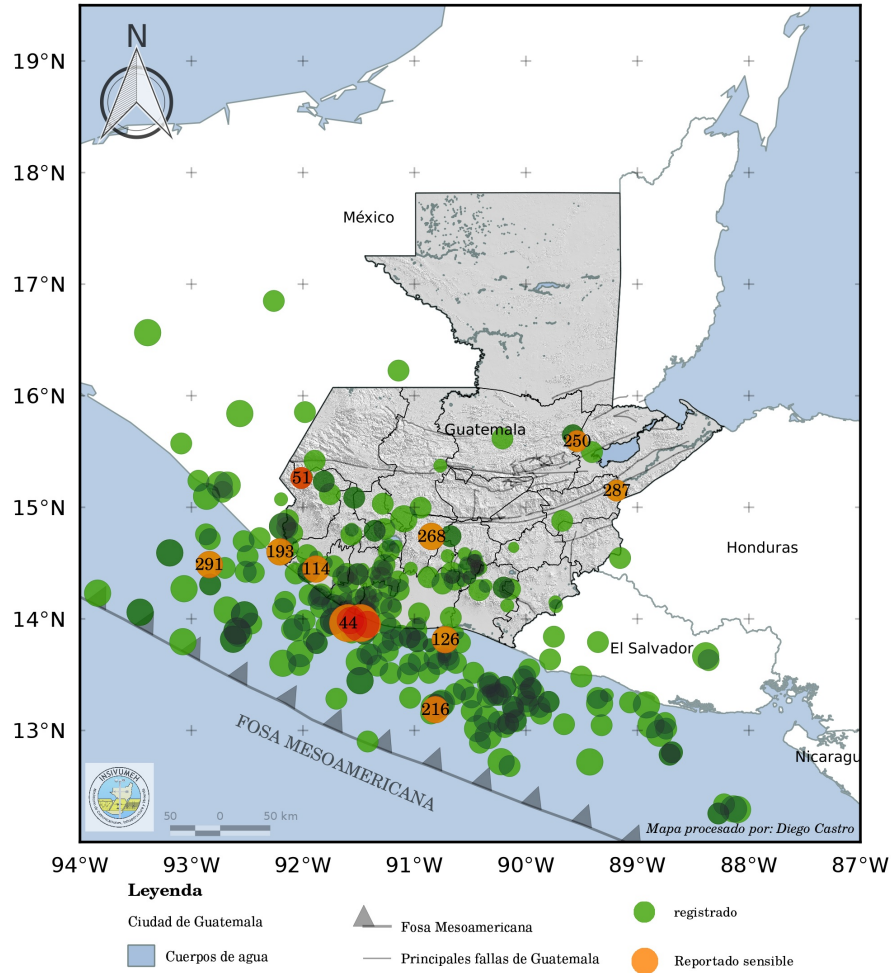 N
19°N
18°N
17°N
16°N
15°N
14°N
13°N
México
Guatemala
250
51
287
268
193
291
114
Honduras
44
126
El Salvador
216
FOSA MESOAMERICANA
Nicaragu
INSIVUMEH
50 0 50 km
Mapa procesado por: Diego Castro
94°W 93°W 92°W 91°W 90°W 89°W 88°W 87°W
Leyenda
Ciudad de Guatemala
Fosa Mesoamericana
registrado
Cuerpos de agua
Principales fallas de Guatemala
Reportado sensible